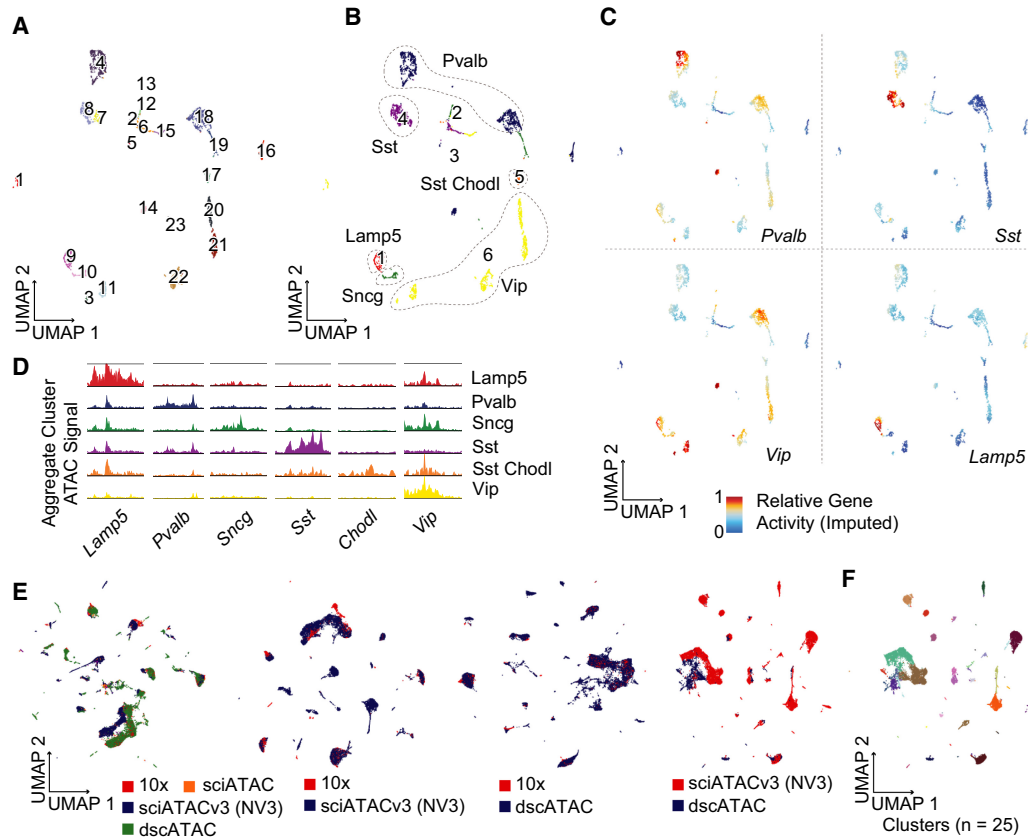 A
4
13
12
8
7
2
6
15
18
5
19
16
1
17
14
20
23
21
9
10
22
3
11
UMAP 2
UMAP 1
B
Pvalb
4
2
4
Sst
3
Sst Chodl
5
Lamp5
1
6
Sncg
Vip
UMAP 2
UMAP 1
C
Pvalb
Sst
Vip
Lamp5
UMAP 2
UMAP 1
1
0
Relative Gene
Activity (Imputed)
D
Aggregate Cluster
ATAC Signal
Lamp5
Pvalb
Sncg
Sst
Sst Chodl
Vip
Lamp5
Pvalb
Sncg
Sst
Chodl
Vip
E
UMAP 2
UMAP 1
10x
sciATAC
sciATACv3 (NV3)
dscATAC
10x
sciATACv3 (NV3)
10x
dscATAC
sciATACv3 (NV3)
dscATAC
F
UMAP 2
UMAP 1
Clusters (n = 25)